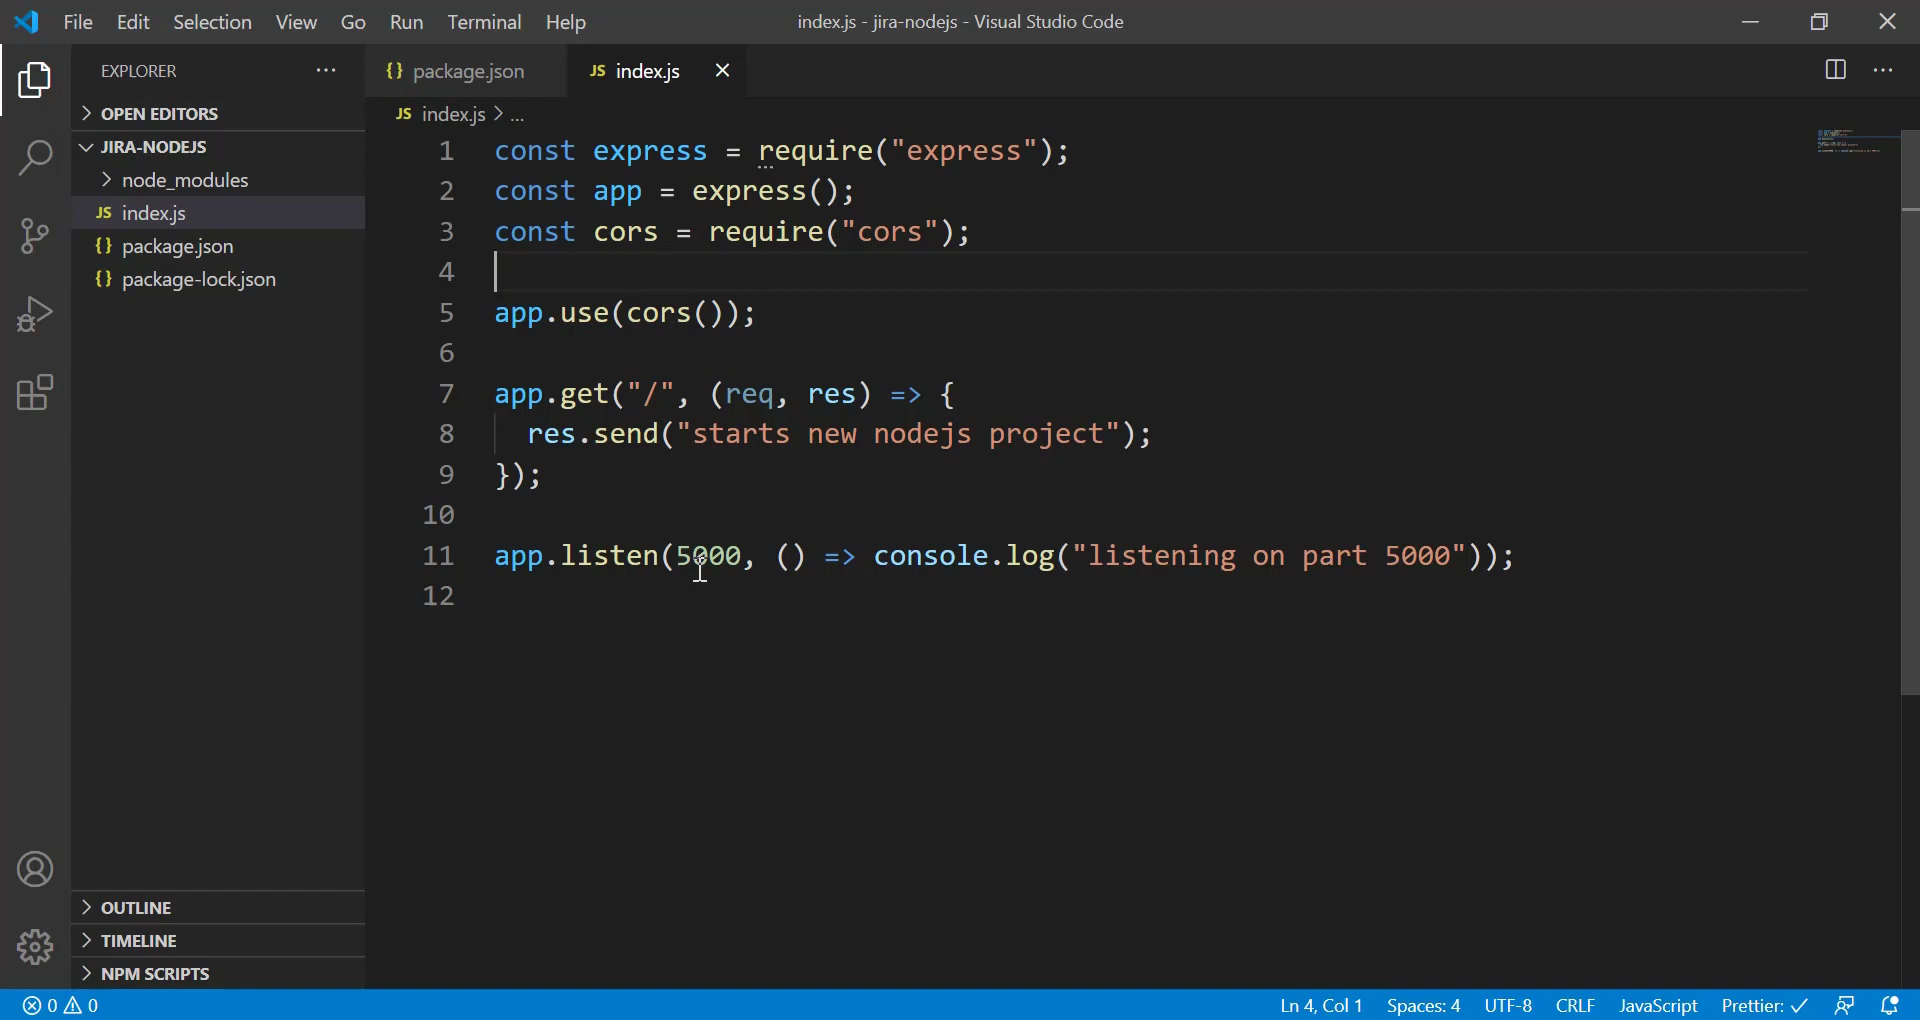 File Edit Selection View Go Run Terminal Help index.js - jira-nodejs - Visual Studio Code
EXPLORER
OPEN EDITORS
JIRA-NODEJS
node_modules
JS index.js
{} package.json
{} package-lock.json
OUTLINE
TIMELINE
NPM SCRIPTS
{} package.json JS index.js
JS index.js > ...
1 const express = require("express");
2 const app = express();
3 const cors = require("cors");
4
5 app.use(cors());
6
7 app.get("/", (req, res) => {
8 res.send("starts new nodejs project");
9 });
10
11 app.listen(5000, () => console.log("listening on part 5000"));
12
0 0 Ln 4, Col 1 Spaces: 4 UTF-8 CRLF JavaScript Prettier: ✓